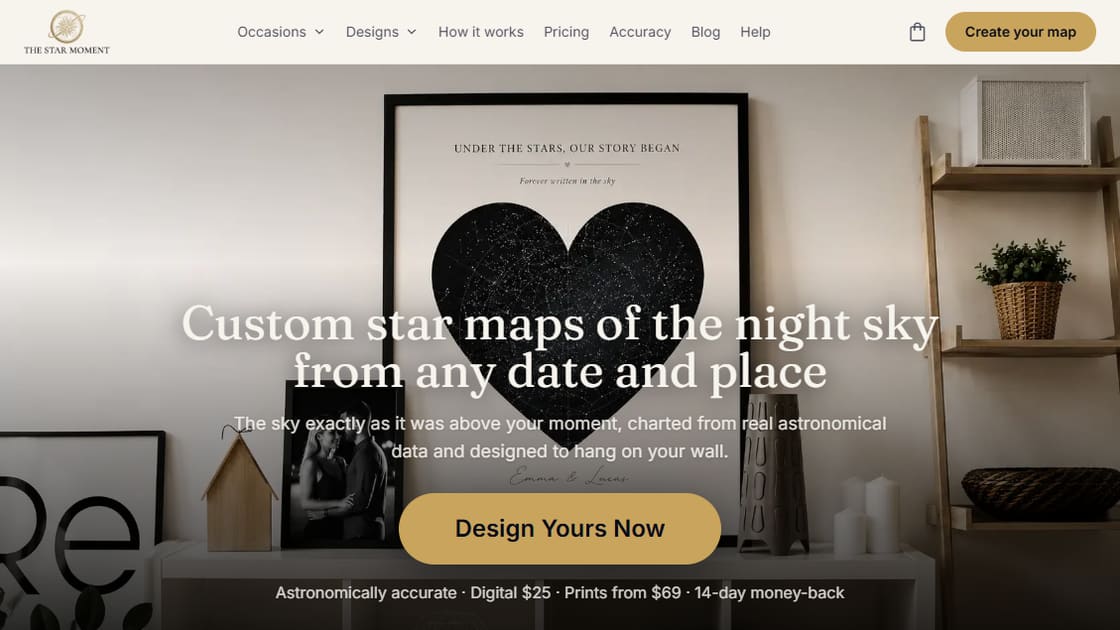 THE STAR MOMENT
Occasions
Designs
How it works
Pricing
Accuracy
Blog
Help
Create your map
UNDER THE STARS, OUR STORY BEGAN
Forever written in the sky
Custom star maps of the night sky
from any date and place
The sky exactly as it was above your moment, charted from real astronomical
data and designed to hang on your wall.
Emma & Lucas
Re
Design Yours Now
Astronomically accurate · Digital $25 · Prints from $69 · 14-day money-back